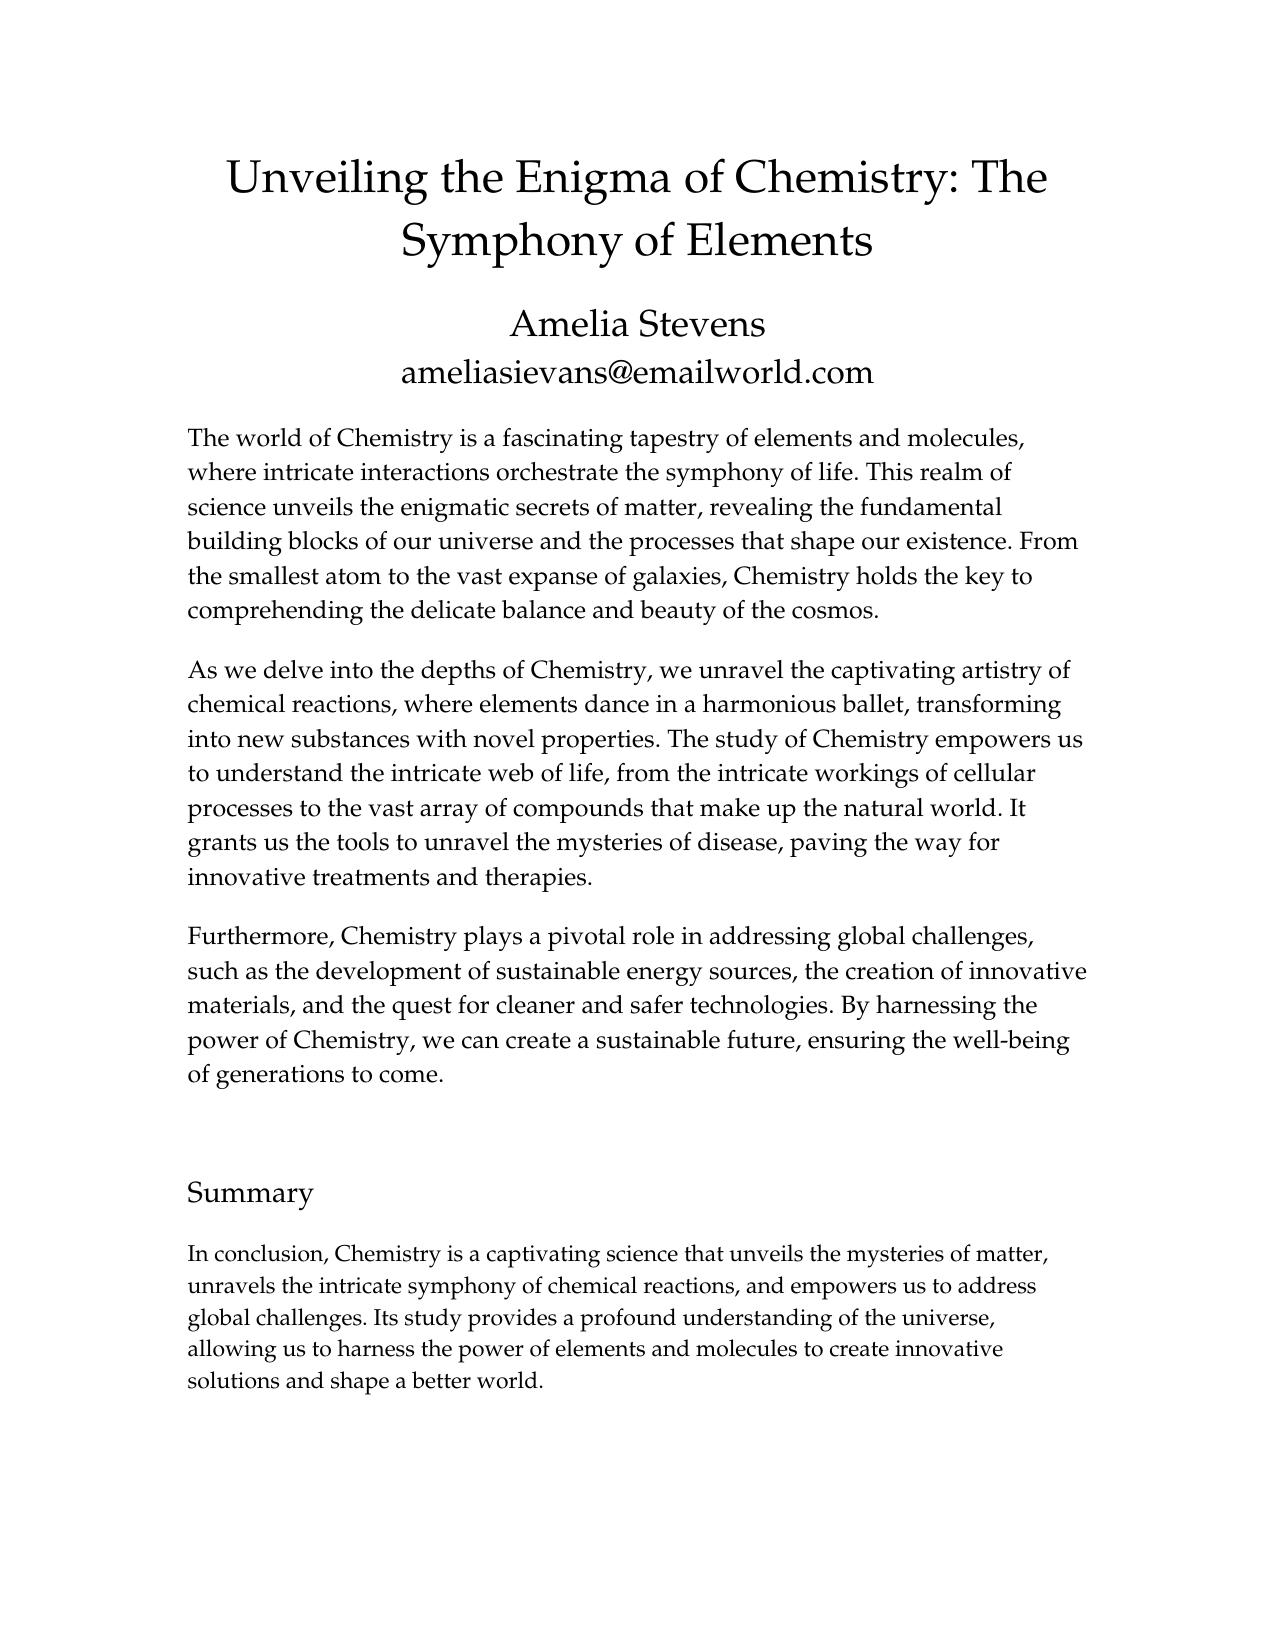 Unveiling the Enigma of Chemistry: The
Symphony of Elements
Amelia Stevens
ameliasievans@emailworld.com
The world of Chemistry is a fascinating tapestry of elements and molecules,
where intricate interactions orchestrate the symphony of life. This realm of
science unveils the enigmatic secrets of matter, revealing the fundamental
building blocks of our universe and the processes that shape our existence. From
the smallest atom to the vast expanse of galaxies, Chemistry holds the key to
comprehending the delicate balance and beauty of the cosmos.
As we delve into the depths of Chemistry, we unravel the captivating artistry of
chemical reactions, where elements dance in a harmonious ballet, transforming
into new substances with novel properties. The study of Chemistry empowers us
to understand the intricate web of life, from the intricate workings of cellular
processes to the vast array of compounds that make up the natural world. It
grants us the tools to unravel the mysteries of disease, paving the way for
innovative treatments and therapies.
Furthermore, Chemistry plays a pivotal role in addressing global challenges,
such as the development of sustainable energy sources, the creation of innovative
materials, and the quest for cleaner and safer technologies. By harnessing the
power of Chemistry, we can create a sustainable future, ensuring the well-being
of generations to come.
Summary
In conclusion, Chemistry is a captivating science that unveils the mysteries of matter,
unravels the intricate symphony of chemical reactions, and empowers us to address
global challenges. Its study provides a profound understanding of the universe,
allowing us to harness the power of elements and molecules to create innovative
solutions and shape a better world.